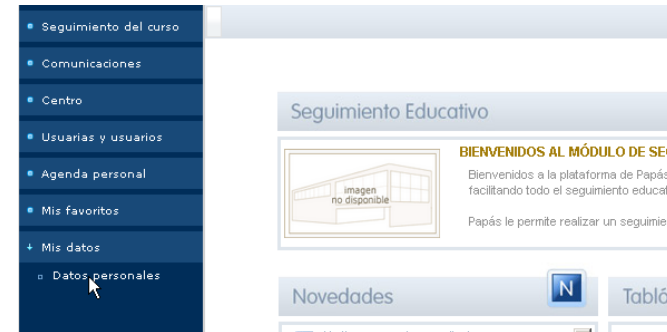 Seguimiento del curso
Comunicaciones
Centro
Usuarias y usuarios
Agenda personal
Mis favoritos
Mis datos
Datos personales
Seguimiento Educativo
imagen
no disponible
BIENVENIDOS AL MÓDULO DE SE
Bienvenidos a la plataforma de Papás
facilitando todo el seguimiento educat
Papás le permite realizar un seguimie
Novedades
N
Tabló